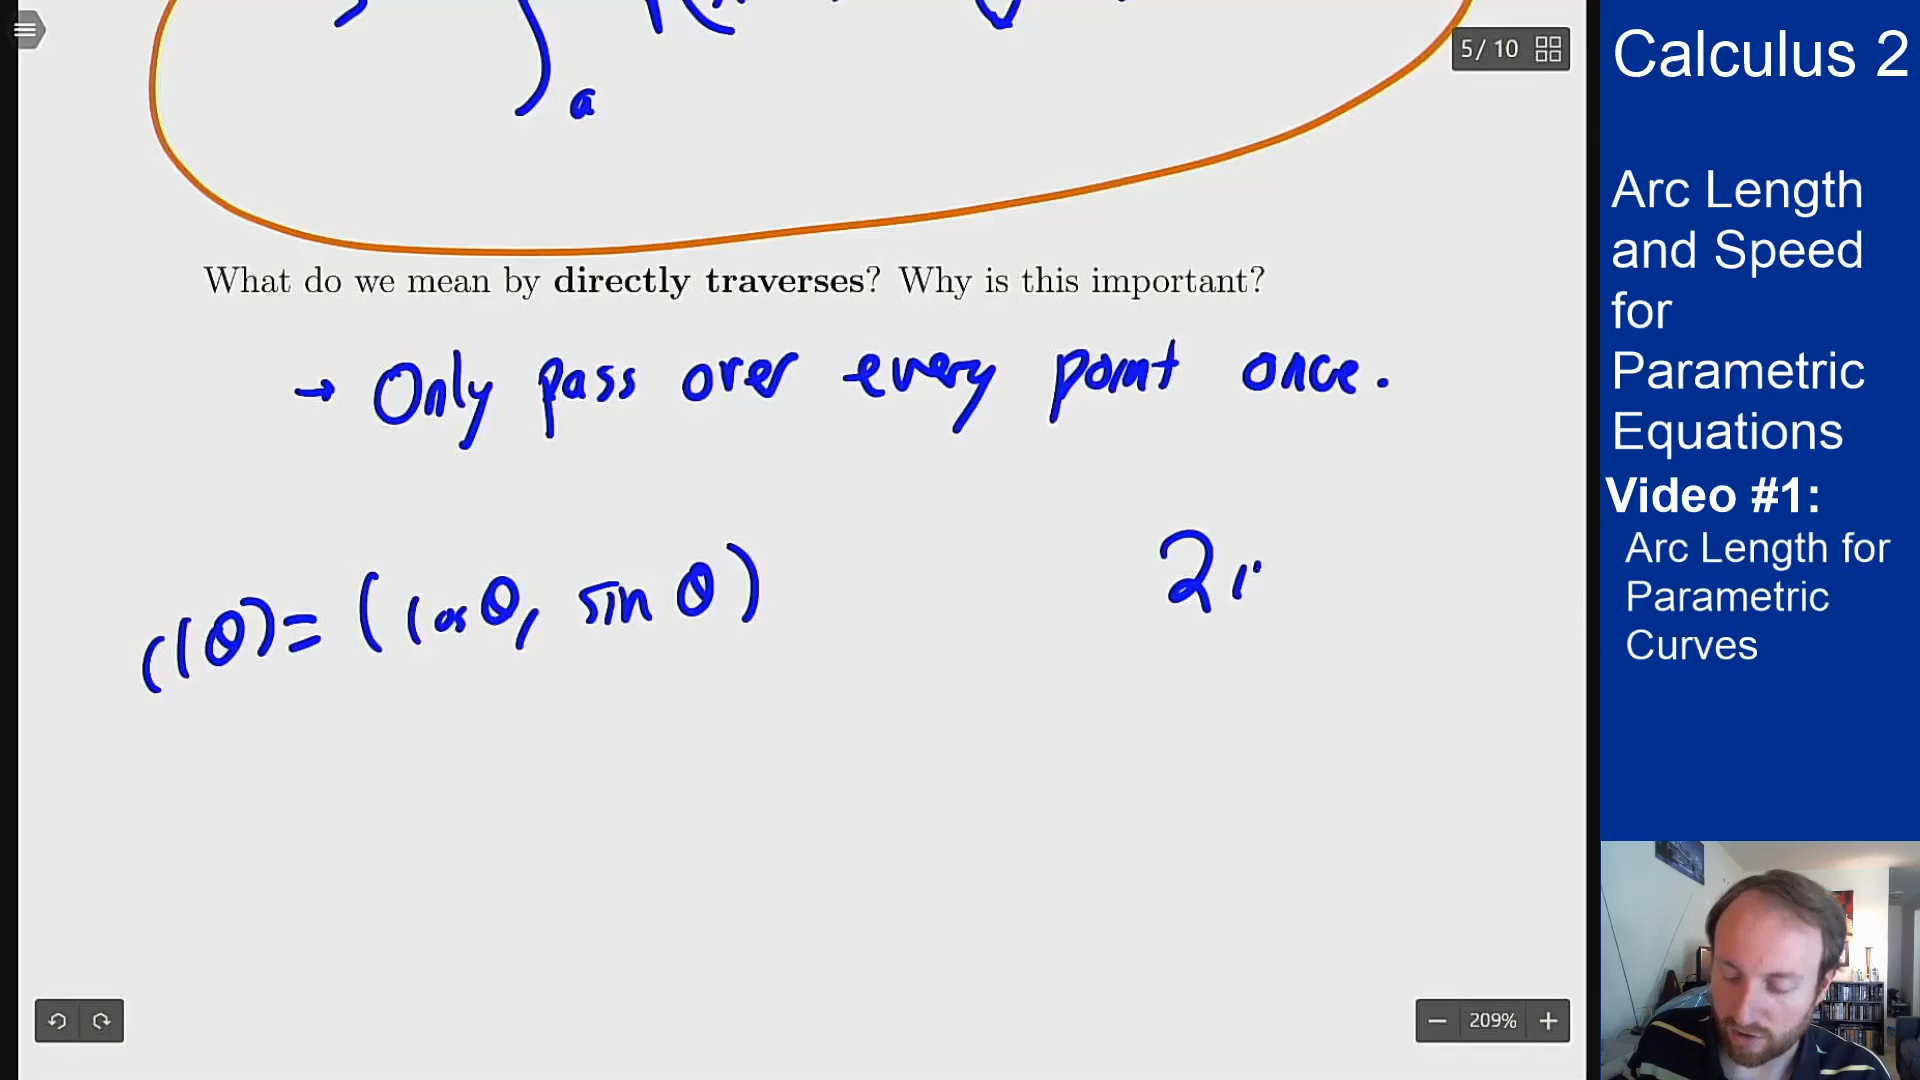 a
5 / 10
What do we mean by directly traverses? Why is this important?
→ Only pass over every point once.
c(θ) = (cos θ, sin θ)
2
209%
Calculus 2
Arc Length
and Speed
for
Parametric
Equations
Video #1:
Arc Length for
Parametric
Curves